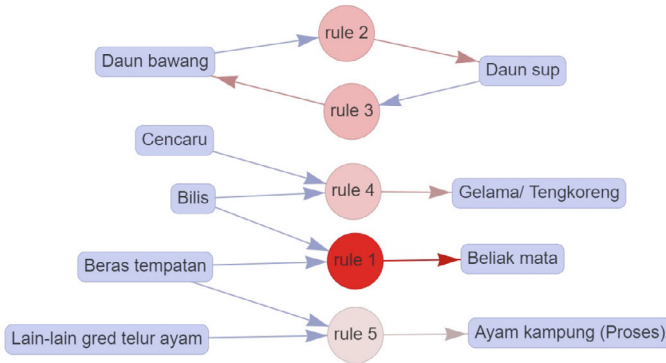 rule 2
Daun bawang
Daun sup
rule 3
Cencaru
rule 4
Gelama/ Tengkoreng
Bilis
Beras tempatan
rule 1
Beliak mata
Lain-lain gred telur ayam
rule 5
Ayam kampung (Proses)